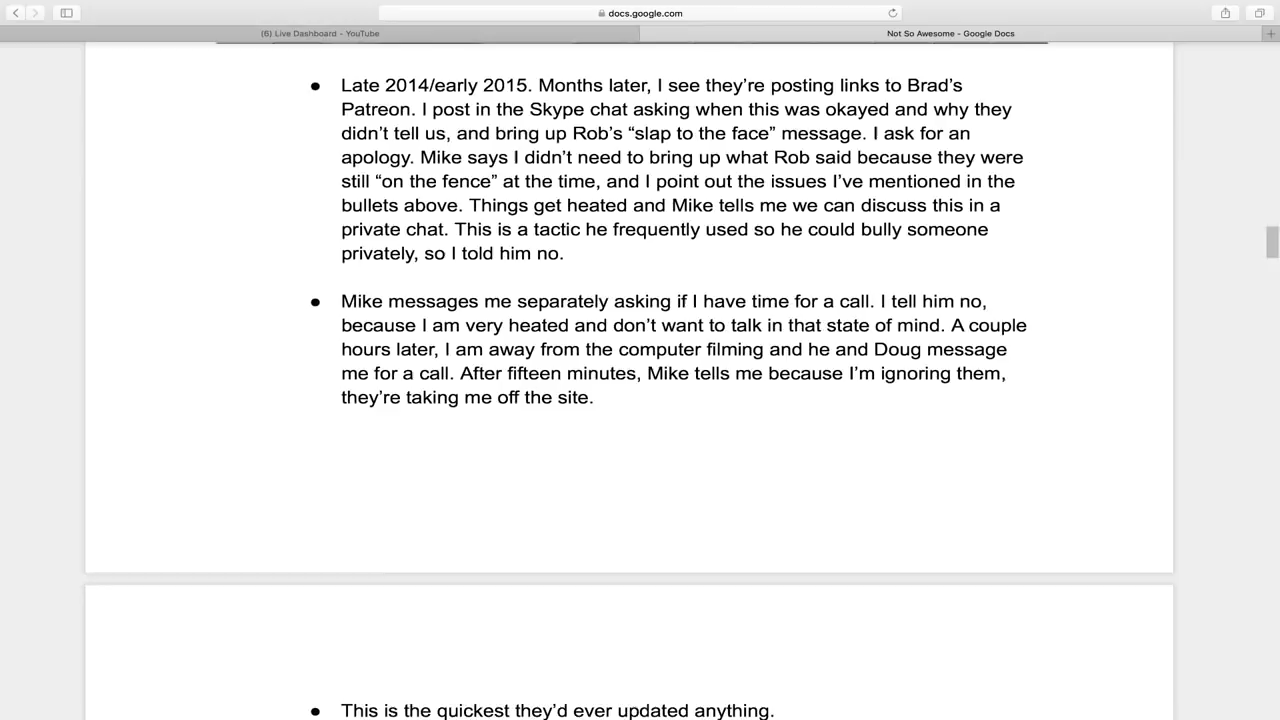 docs.google.com
(6) Live Dashboard - YouTube
Not So Awesome - Google Docs
+
● Late 2014/early 2015. Months later, I see they’re posting links to Brad’s
Patreon. I post in the Skype chat asking when this was okayed and why they
didn’t tell us, and bring up Rob’s “slap to the face” message. I ask for an
apology. Mike says I didn’t need to bring up what Rob said because they were
still “on the fence” at the time, and I point out the issues I’ve mentioned in the
bullets above. Things get heated and Mike tells me we can discuss this in a
private chat. This is a tactic he frequently used so he could bully someone
privately, so I told him no.
● Mike messages me separately asking if I have time for a call. I tell him no,
because I am very heated and don’t want to talk in that state of mind. A couple
hours later, I am away from the computer filming and he and Doug message
me for a call. After fifteen minutes, Mike tells me because I’m ignoring them,
they’re taking me off the site.
● This is the quickest they’d ever updated anything.